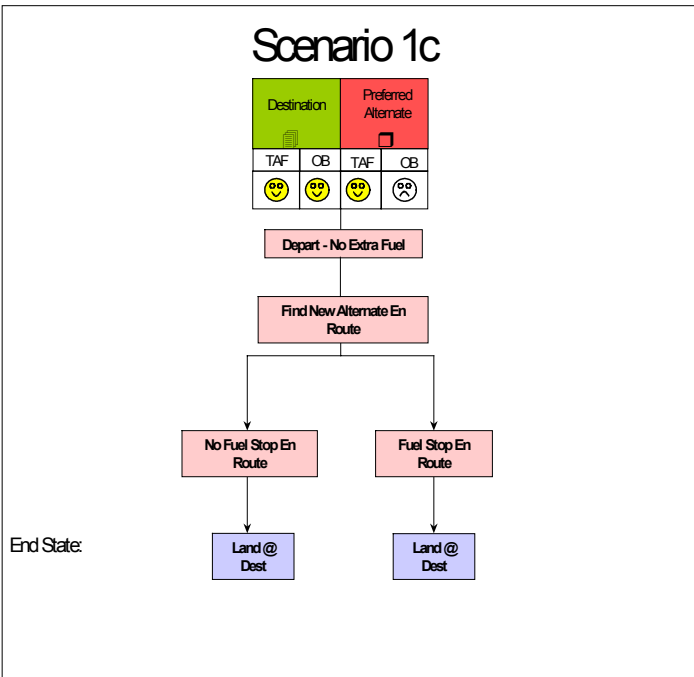 Scenario 1c
Destination
Preferred
Alternate
TAF OB TAF OB
Depart - No Extra Fuel
Find New Alternate En
Route
No Fuel Stop En
Route
Fuel Stop En
Route
End State:
Land @
Dest
Land @
Dest